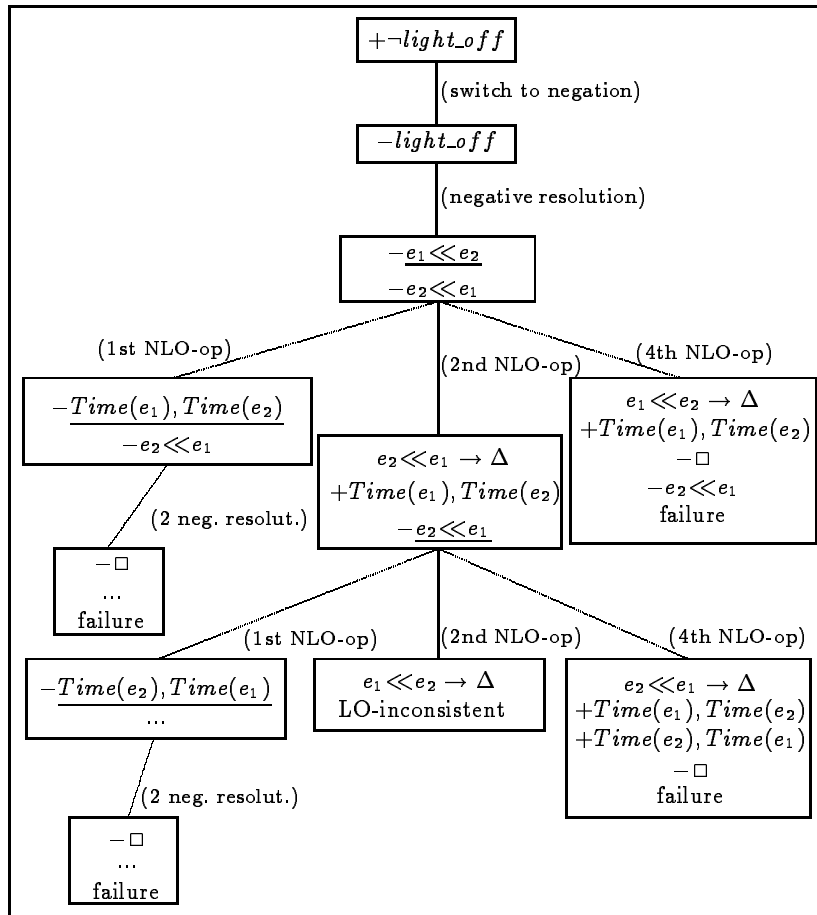 +¬light_off
(switch to negation)
−light_off
(negative resolution)
−e₁≪e₂
−e₂≪e₁
(1st NLO-op)
(2nd NLO-op)
(4th NLO-op)
−Time(e₁), Time(e₂)
−e₂≪e₁
e₂≪e₁ → Δ
+Time(e₁), Time(e₂)
−e₂≪e₁
e₁≪e₂ → Δ
+Time(e₁), Time(e₂)
−□
−e₂≪e₁
failure
(2 neg. resolut.)
−□
...
failure
(1st NLO-op)
(2nd NLO-op)
(4th NLO-op)
−Time(e₂), Time(e₁)
...
e₁≪e₂ → Δ
LO-inconsistent
e₂≪e₁ → Δ
+Time(e₁), Time(e₂)
+Time(e₂), Time(e₁)
−□
failure
(2 neg. resolut.)
−□
...
failure